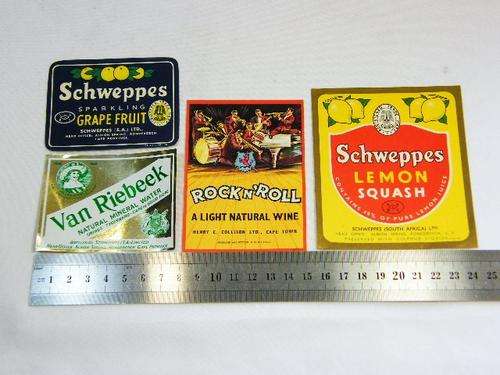 Schweppes
SPARKLING
GRAPE FRUIT
SCHWEPPES (S.A.) LTD.,
Van Riebeek
NATURAL MINERAL WATER
ROCK N' ROLL
A LIGHT NATURAL WINE
HENRY C. COLLISON LTD., CAPE TOWN
Schweppes
LEMON
SQUASH
CONTAINS 25% OF PURE LEMON JUICE
SCHWEPPES (SOUTH AFRICA) LTD.
1 2 3 4 5 6 7 8 9 10 11 12 13 14 15 16 17 18 19 20 21 22 23 24 25